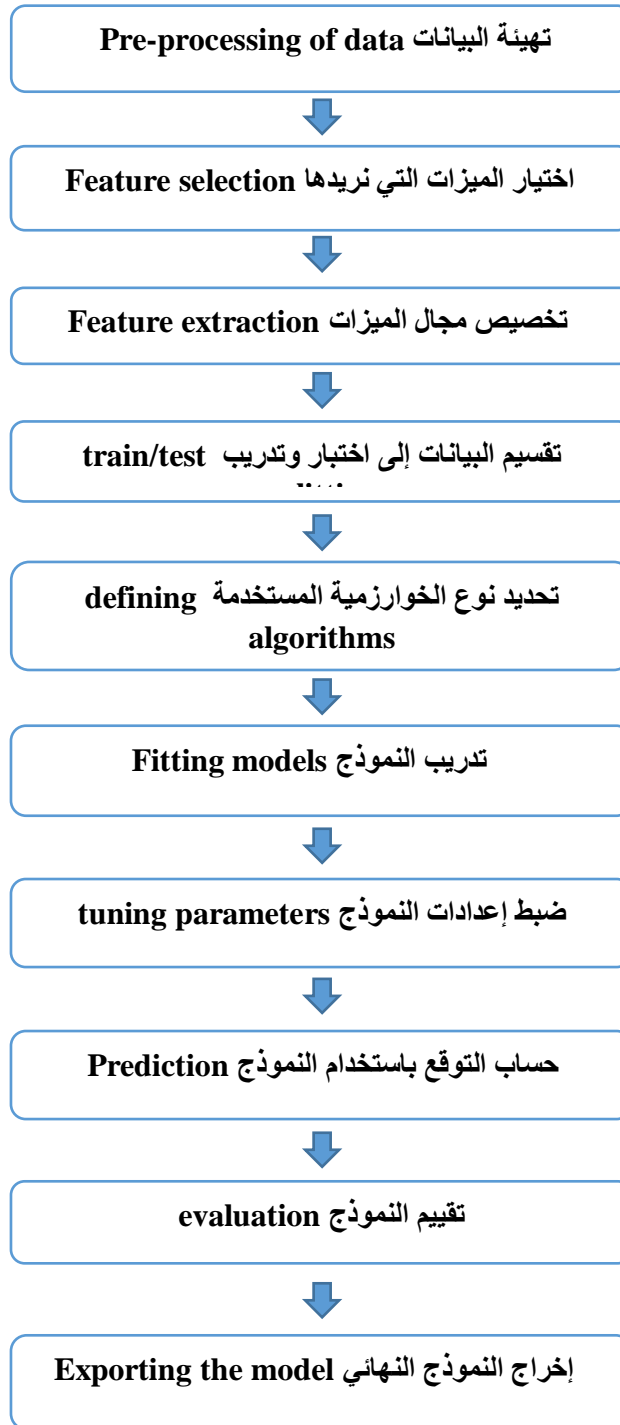 تهيئة البيانات Pre-processing of data
اختيار الميزات التي نريدها Feature selection
تخصيص مجال الميزات Feature extraction
تقسيم البيانات إلى اختبار وتدريب train/test
تحديد نوع الخوارزمية المستخدمة defining
algorithms
تدريب النموذج Fitting models
ضبط إعدادات النموذج tuning parameters
حساب التوقع باستخدام النموذج Prediction
تقييم النموذج evaluation
إخراج النموذج النهائي Exporting the model